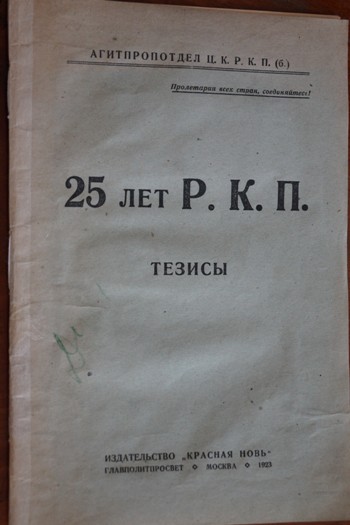 АГИТПРОПОТДЕЛ Ц. К. Р. К. П. (б.)
Пролетарии всех стран, соединяйтесь!
25 ЛЕТ Р. К. П.
ТЕЗИСЫ
ИЗДАТЕЛЬСТВО „КРАСНАЯ НОВЬ“
ГЛАВПОЛИТПРОСВЕТ • МОСКВА • 1923